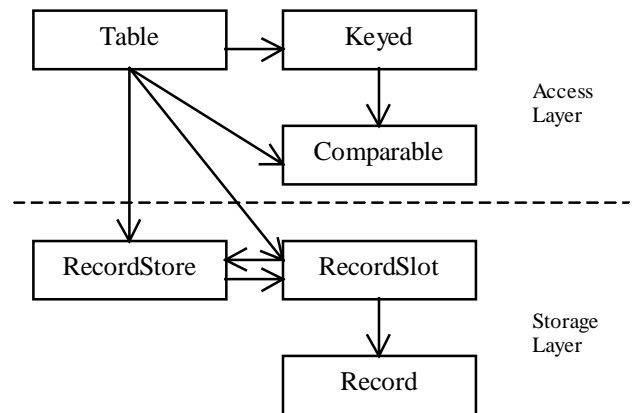 Table
Keyed
Access
Layer
Comparable
RecordStore
RecordSlot
Storage
Layer
Record